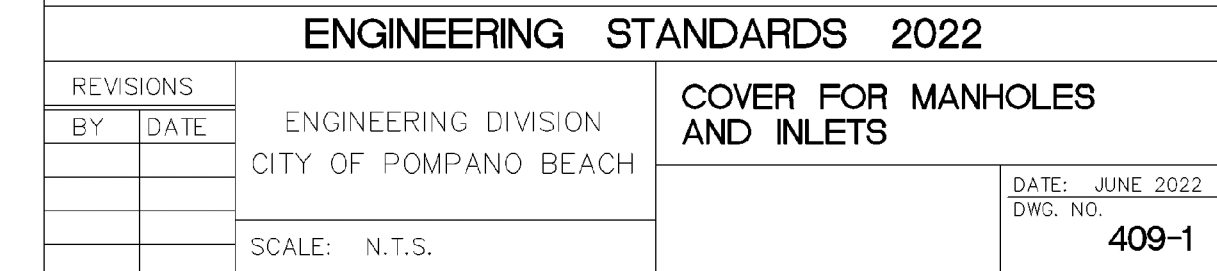 ENGINEERING STANDARDS 2022
REVISIONS
BY DATE
ENGINEERING DIVISION
CITY OF POMPANO BEACH
SCALE: N.T.S.
COVER FOR MANHOLES
AND INLETS
DATE: JUNE 2022
DWG. NO.
409-1